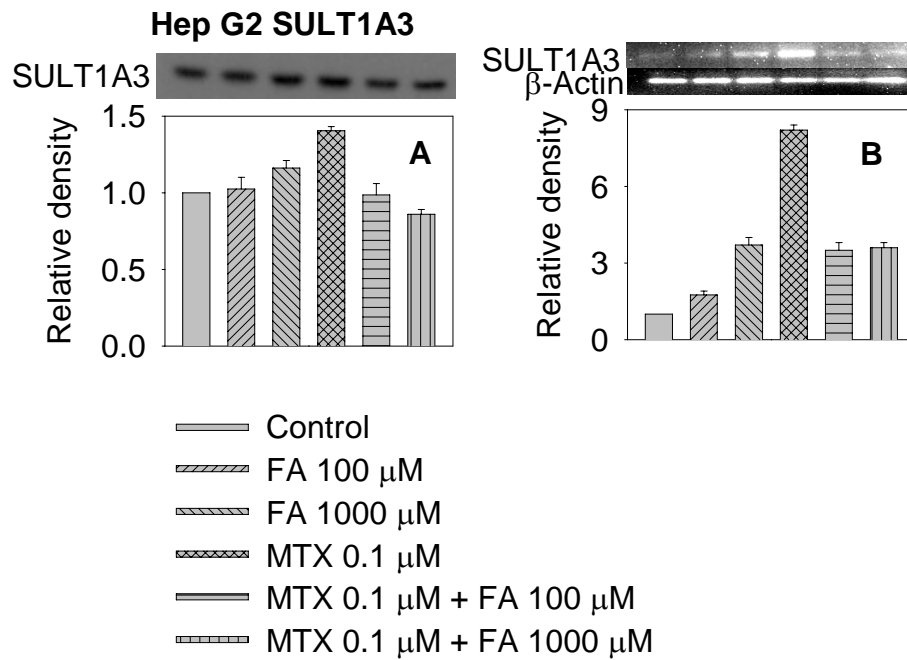 Hep G2 SULT1A3
SULT1A3
1.5
1.0
0.5
0.0
Relative density
A
SULT1A3
β-Actin
9
6
3
0
Relative density
B
Control
FA 100 μM
FA 1000 μM
MTX 0.1 μM
MTX 0.1 μM + FA 100 μM
MTX 0.1 μM + FA 1000 μM